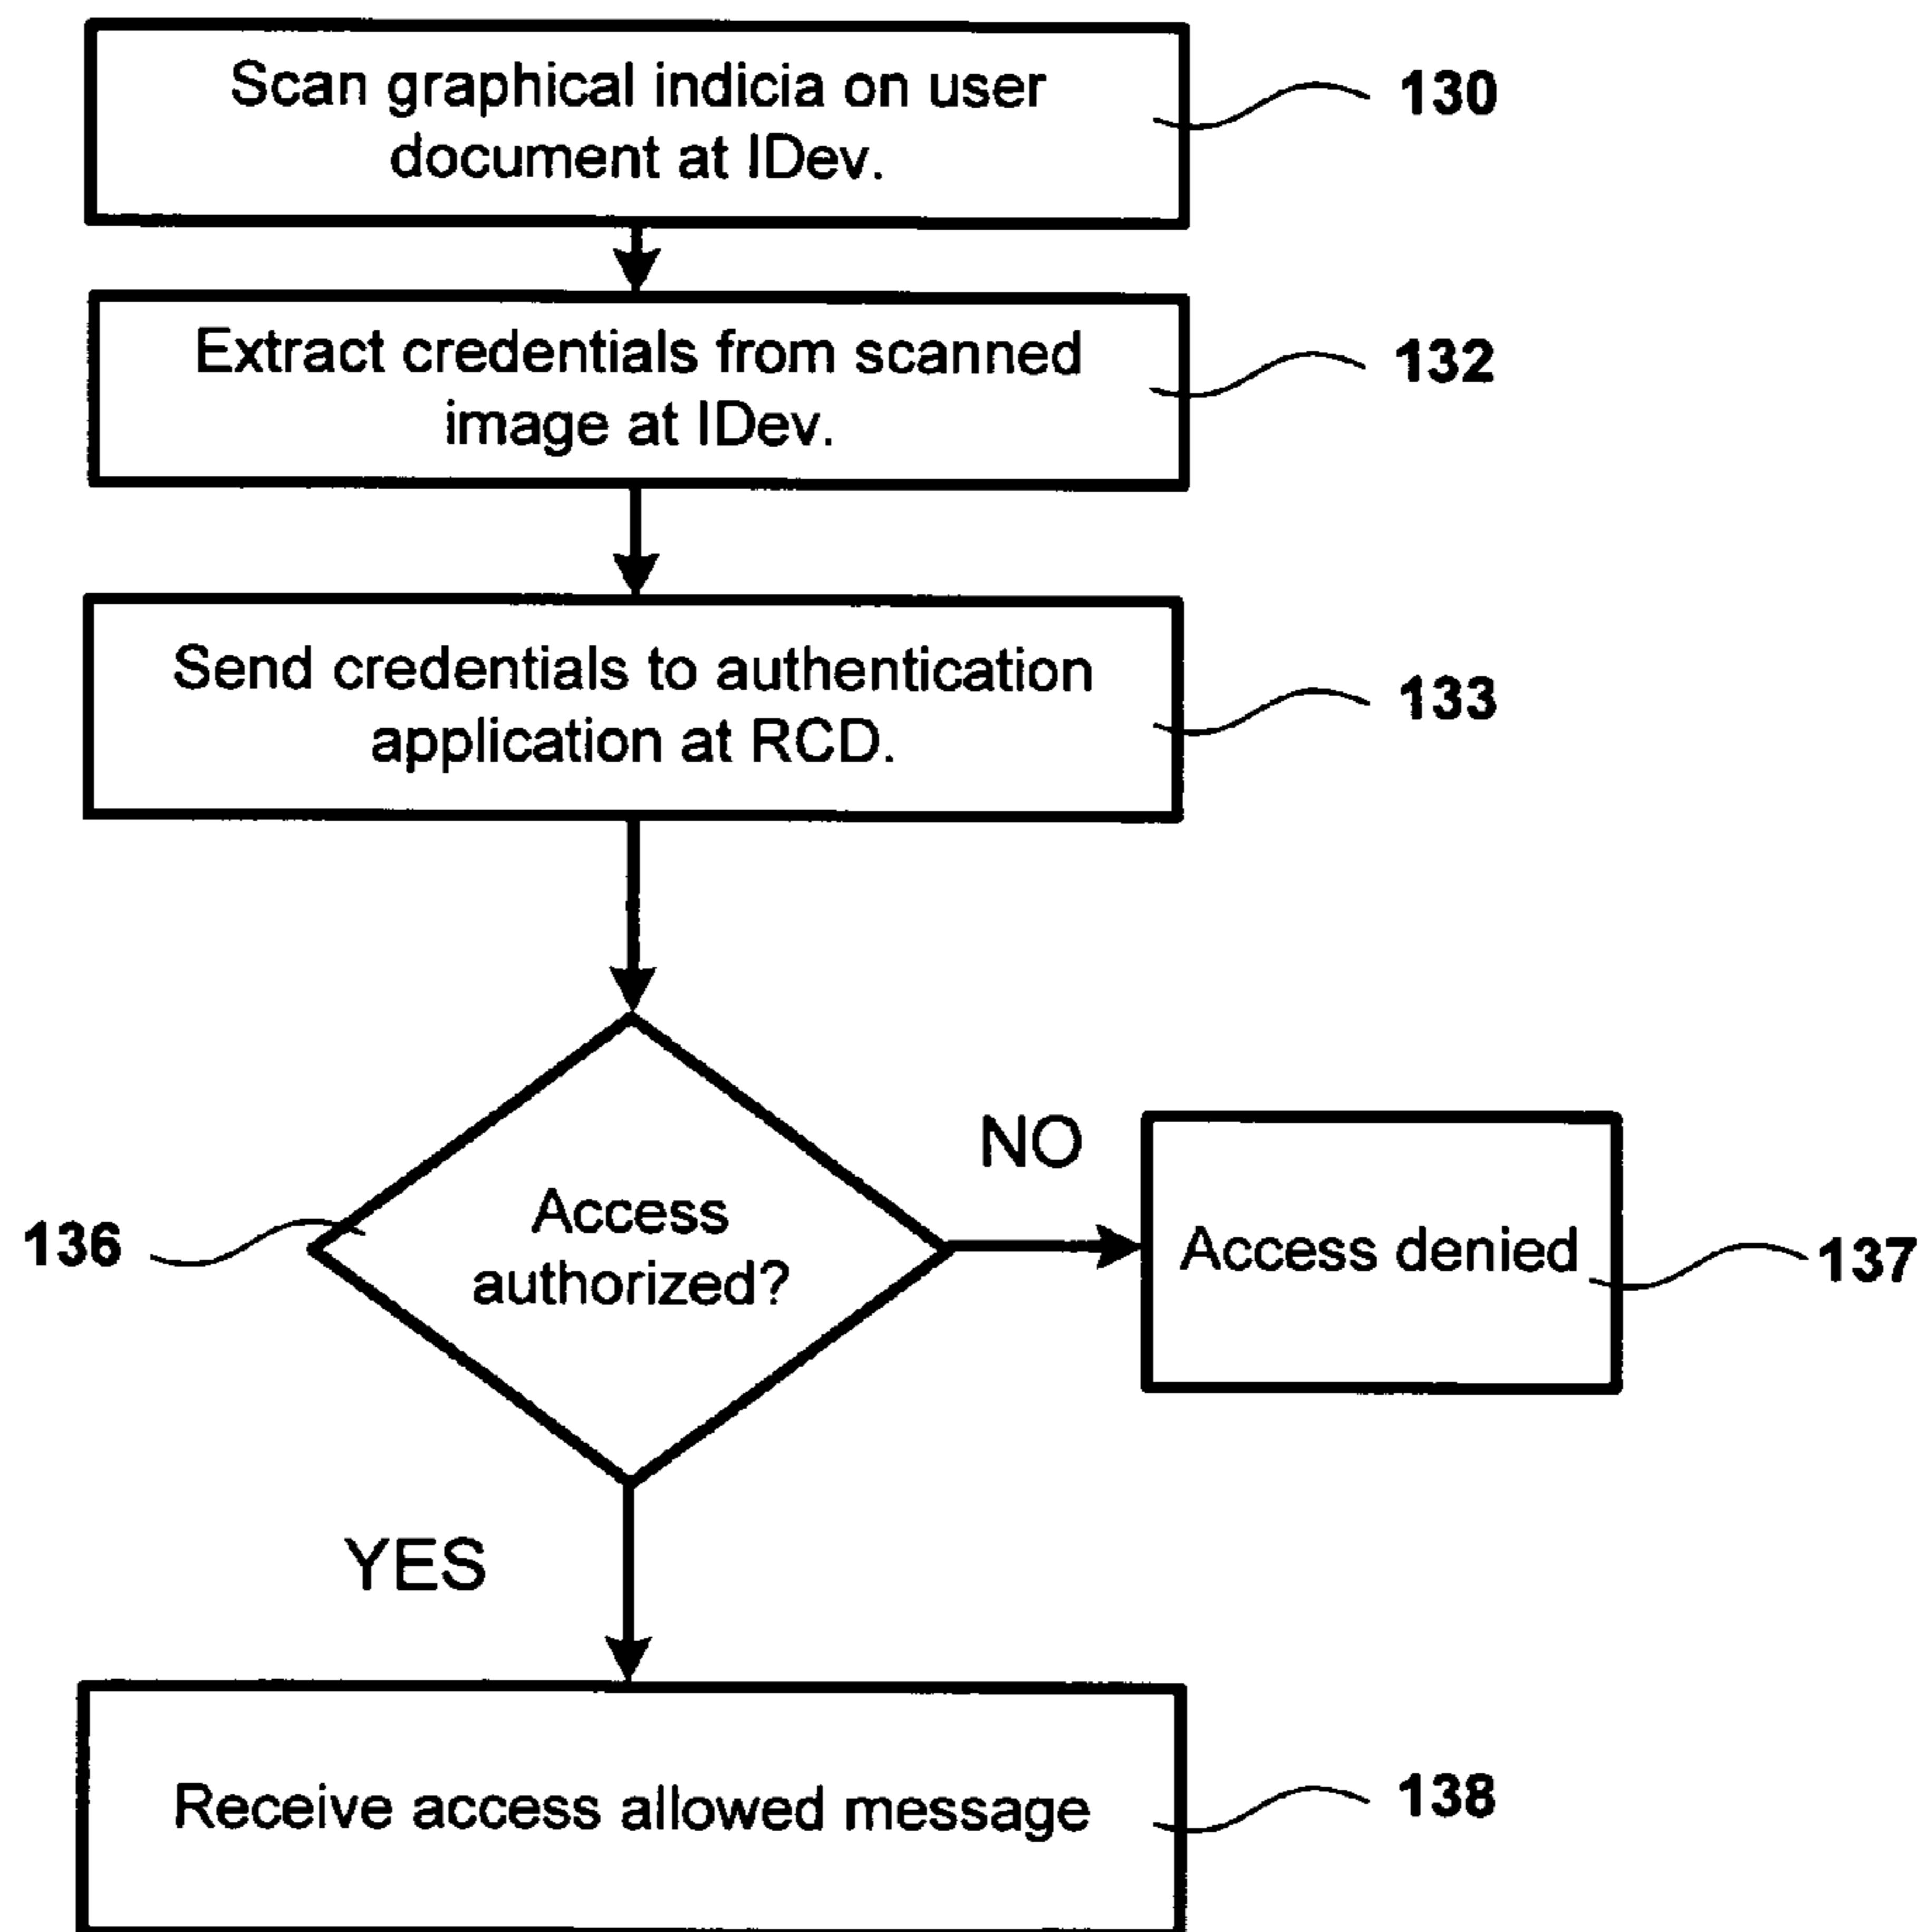 Scan graphical indicia on user
document at IDev.
130
Extract credentials from scanned
image at IDev.
132
Send credentials to authentication
application at RCD.
133
Access
authorized?
136
NO
Access denied
137
YES
Receive access allowed message
138